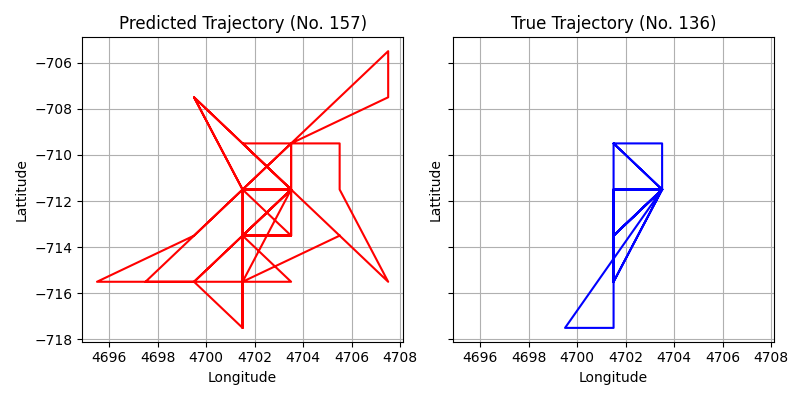 Predicted Trajectory (No. 157)
True Trajectory (No. 136)
−706
−708
−710
−712
−714
−716
−718
Lattitude
Lattitude
4696 4698 4700 4702 4704 4706 4708
4696 4698 4700 4702 4704 4706 4708
Longitude
Longitude